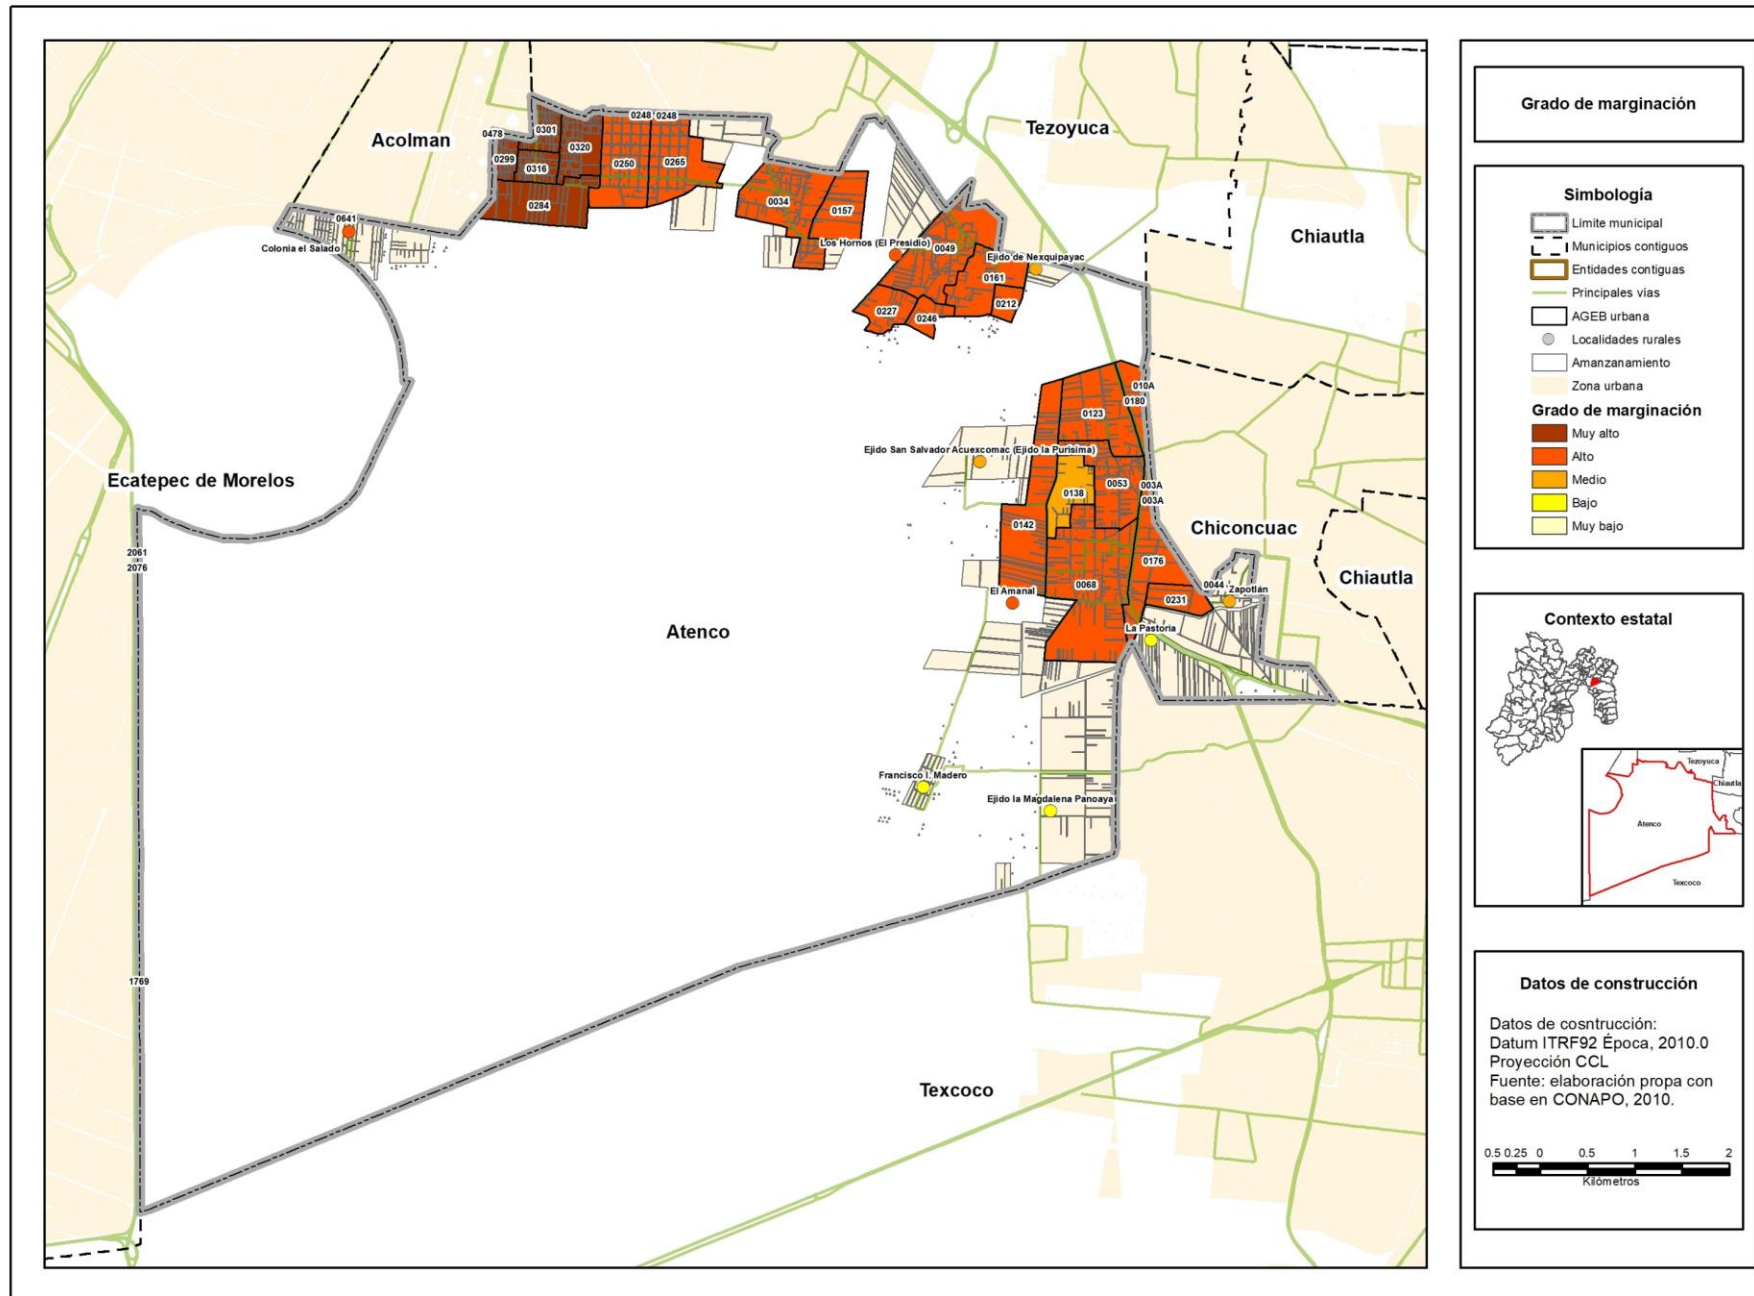 Acolman
Tezoyuca
Chiautla
Ecatepec de Morelos
Chiconcuac
Chiautla
Atenco
Texcoco
0478
0301
0248
0248
0299
0320
0316
0250
0265
0284
0641
Colonia el Salado
0034
0157
Los Hornos (El Presidio)
0049
Ejido de Nexquipayac
0161
0212
0227
0246
010A
0180
0123
Ejido San Salvador Acuexcomac (Ejido la Purísima)
0138
0053
003A
003A
0142
0176
0068
0044
Zapotlán
0231
El Amanal
La Pastoría
2061
2076
1769
Francisco I. Madero
Ejido la Magdalena Panoaya
Grado de marginación
Simbología
Límite municipal
Municipios contiguos
Entidades contiguas
Principales vías
AGEB urbana
Localidades rurales
Amanzanamiento
Zona urbana
Grado de marginación
Muy alto
Alto
Medio
Bajo
Muy bajo
Contexto estatal
Tezoyuca
Chiautla
Atenco
Texcoco
Datos de construcción
Datos de cosntrucción:
Datum ITRF92 Época, 2010.0
Proyección CCL
Fuente: elaboración propa con
base en CONAPO, 2010.
0.5 0.25 0 0.5 1 1.5 2
Kilómetros